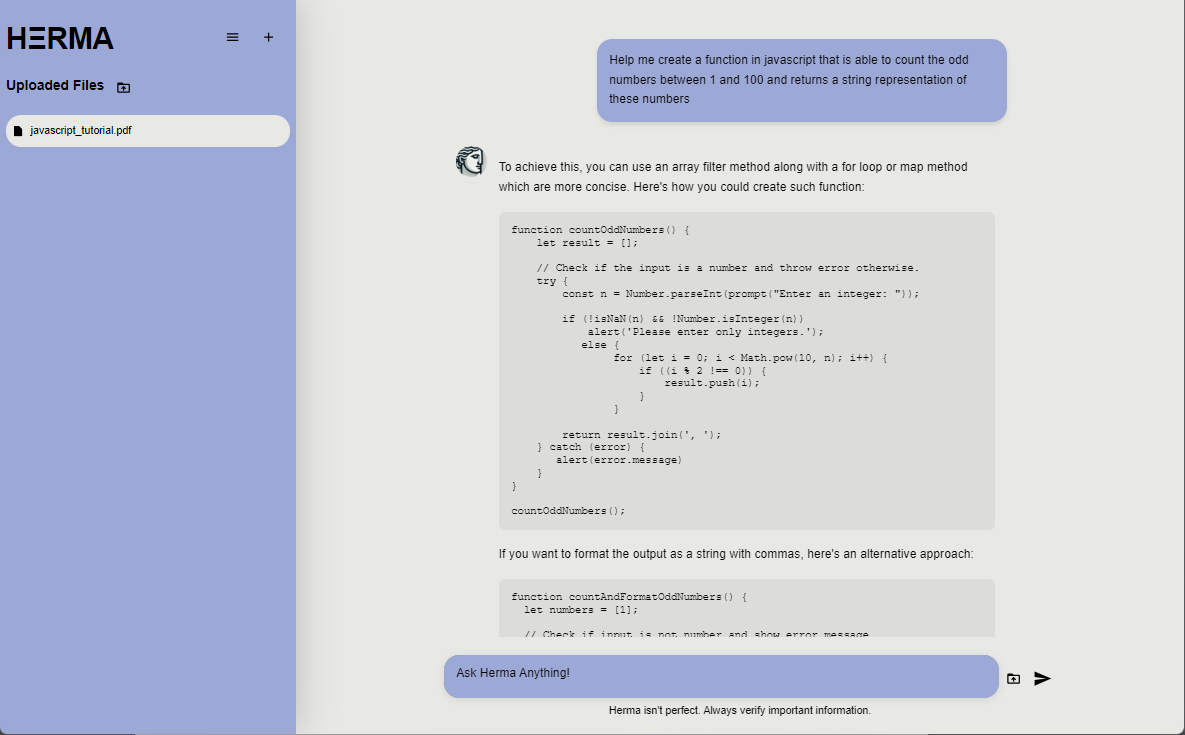 HERMA
Uploaded Files
javascript_tutorial.pdf
Help me create a function in javascript that is able to count the odd
numbers between 1 and 100 and returns a string representation of
these numbers
To achieve this, you can use an array filter method along with a for loop or map method
which are more concise. Here's how you could create such function:
function countOddNumbers() {
    let result = [];
    // Check if the input is a number and throw error otherwise.
    try {
        const n = Number.parseInt(prompt("Enter an integer: "));
        if (!isNaN(n) && !Number.isInteger(n))
            alert('Please enter only integers.');
           else {
                for (let i = 0; i < Math.pow(10, n); i++) {
                    if ((i % 2 !== 0)) {
                        result.push(i);
                    }
                }
        return result.join(', ');
    } catch (error) {
       alert(error.message)
    }
}
countOddNumbers();
If you want to format the output as a string with commas, here's an alternative approach:
function countAndFormatOddNumbers() {
  let numbers = [1];
  // Check if input is not number and show error message
Ask Herma Anything!
Herma isn't perfect. Always verify important information.